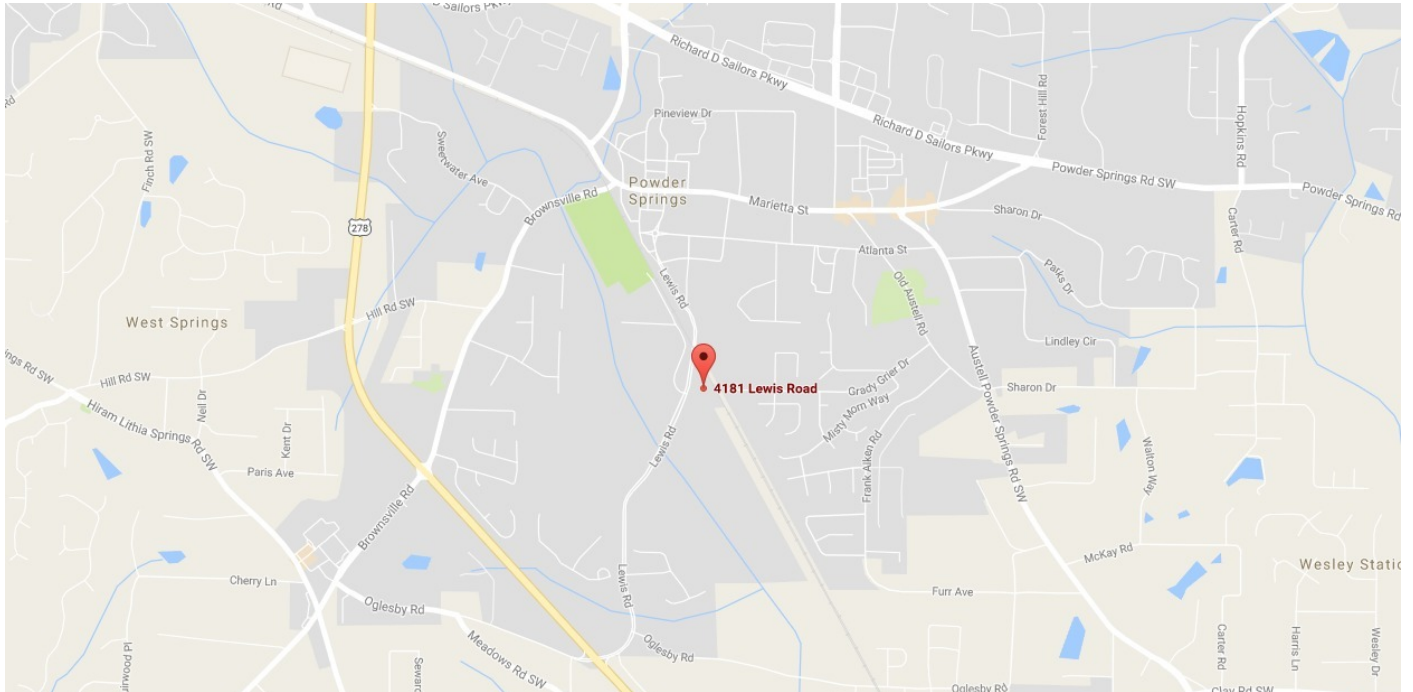 D Sailors Pkwy
Richard D Sailors Pkwy
Richard D Sailors Pkwy
Pineview Dr
Forest Hill Rd
Hopkins Rd
Rd
Finch Rd SW
Sweetwater Ave
Brownsville Rd
Powder
Springs
Marietta St
Powder Springs Rd SW
Powder Springs Rd
Sharon Dr
Carter Rd
278
Atlanta St
Old Austell Rd
Parks Dr
Lewis Rd
West Springs
Hill Rd SW
Lindley Cir
Austell Powder Springs Rd SW
Hill Rd SW
Neil Dr
4181 Lewis Road
Grady Grier Dr
Sharon Dr
Misty Morn Way
Hiram Lithia Springs Rd SW
Kent Dr
Paris Ave
Lewis Rd
Frank Aiken Rd
Walton Way
Brownsville Rd
McKay Rd
Wesley Static
Cherry Ln
Furr Ave
Oglesby Rd
Lewis Rd
Meadows Rd SW
Oglesby Rd
Carter Rd
Harris Ln
Wesley Dr
Oglesby Rd
Clay Rd SW